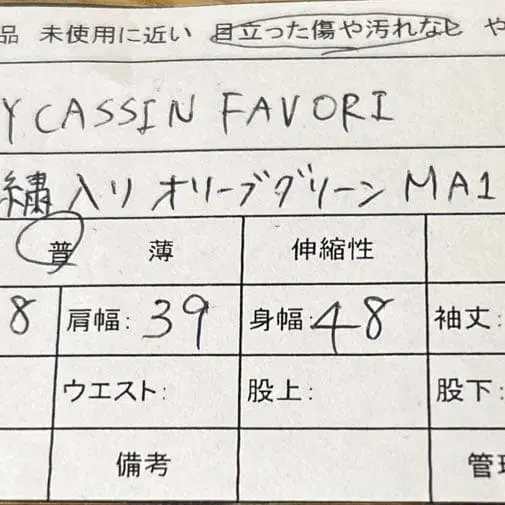 品 未使用に近い 目立った傷や汚れなし や
Y CASSIN FAVORI
繍入り オリーブグリーン MA1
普 薄 伸縮性
8 肩幅: 39 身幅: 48 袖丈:
ウエスト: 股上: 股下:
備考 管理